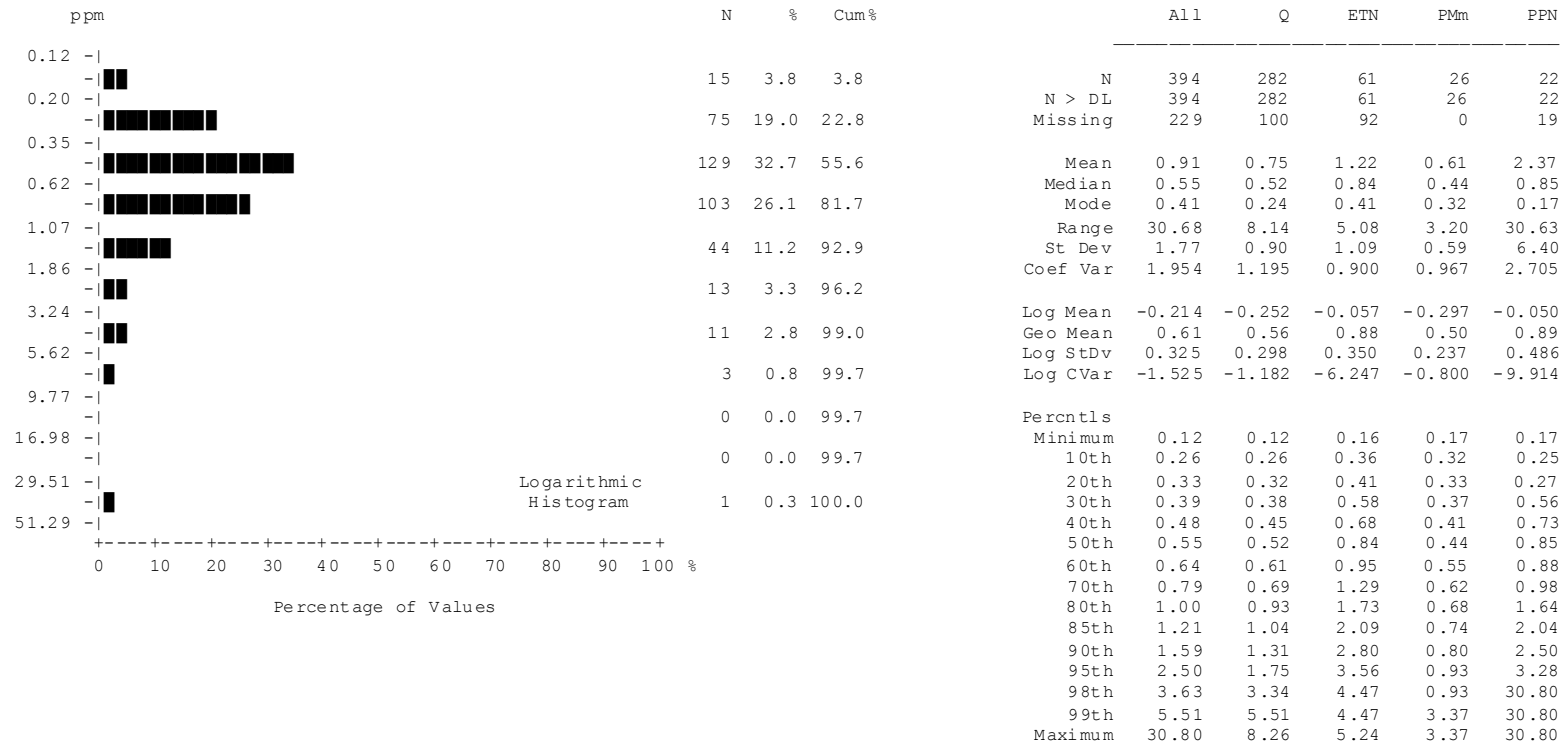 ppm N % Cum% All Q ETN PMm PPN
0.12 -|
-| 15 3.8 3.8 N 394 282 61 26 22
0.20 -| N > DL 394 282 61 26 22
-| 75 19.0 22.8 Missing 229 100 92 0 19
0.35 -|
-| 129 32.7 55.6 Mean 0.91 0.75 1.22 0.61 2.37
0.62 -| Median 0.55 0.52 0.84 0.44 0.85
-| 103 26.1 81.7 Mode 0.41 0.24 0.41 0.32 0.17
1.07 -| Range 30.68 8.14 5.08 3.20 30.63
-| 44 11.2 92.9 St Dev 1.77 0.90 1.09 0.59 6.40
1.86 -| Coef Var 1.954 1.195 0.900 0.967 2.705
-| 13 3.3 96.2
3.24 -| Log Mean -0.214 -0.252 -0.057 -0.297 -0.050
-| 11 2.8 99.0 Geo Mean 0.61 0.56 0.88 0.50 0.89
5.62 -| Log StDv 0.325 0.298 0.350 0.237 0.486
-| 3 0.8 99.7 Log CVar -1.525 -1.182 -6.247 -0.800 -9.914
9.77 -|
-| 0 0.0 99.7 Percntls
16.98 -| Minimum 0.12 0.12 0.16 0.17 0.17
-| 0 0.0 99.7 10th 0.26 0.26 0.36 0.32 0.25
29.51 -| Logarithmic 20th 0.33 0.32 0.41 0.33 0.27
-| Histogram 1 0.3 100.0 30th 0.39 0.38 0.58 0.37 0.56
51.29 -| 40th 0.48 0.45 0.68 0.41 0.73
+----+----+----+----+----+----+----+----+----+----+ 50th 0.55 0.52 0.84 0.44 0.85
0 10 20 30 40 50 60 70 80 90 100 % 60th 0.64 0.61 0.95 0.55 0.88
70th 0.79 0.69 1.29 0.62 0.98
Percentage of Values 80th 1.00 0.93 1.73 0.68 1.64
85th 1.21 1.04 2.09 0.74 2.04
90th 1.59 1.31 2.80 0.80 2.50
95th 2.50 1.75 3.56 0.93 3.28
98th 3.63 3.34 4.47 0.93 30.80
99th 5.51 5.51 4.47 3.37 30.80
Maximum 30.80 8.26 5.24 3.37 30.80